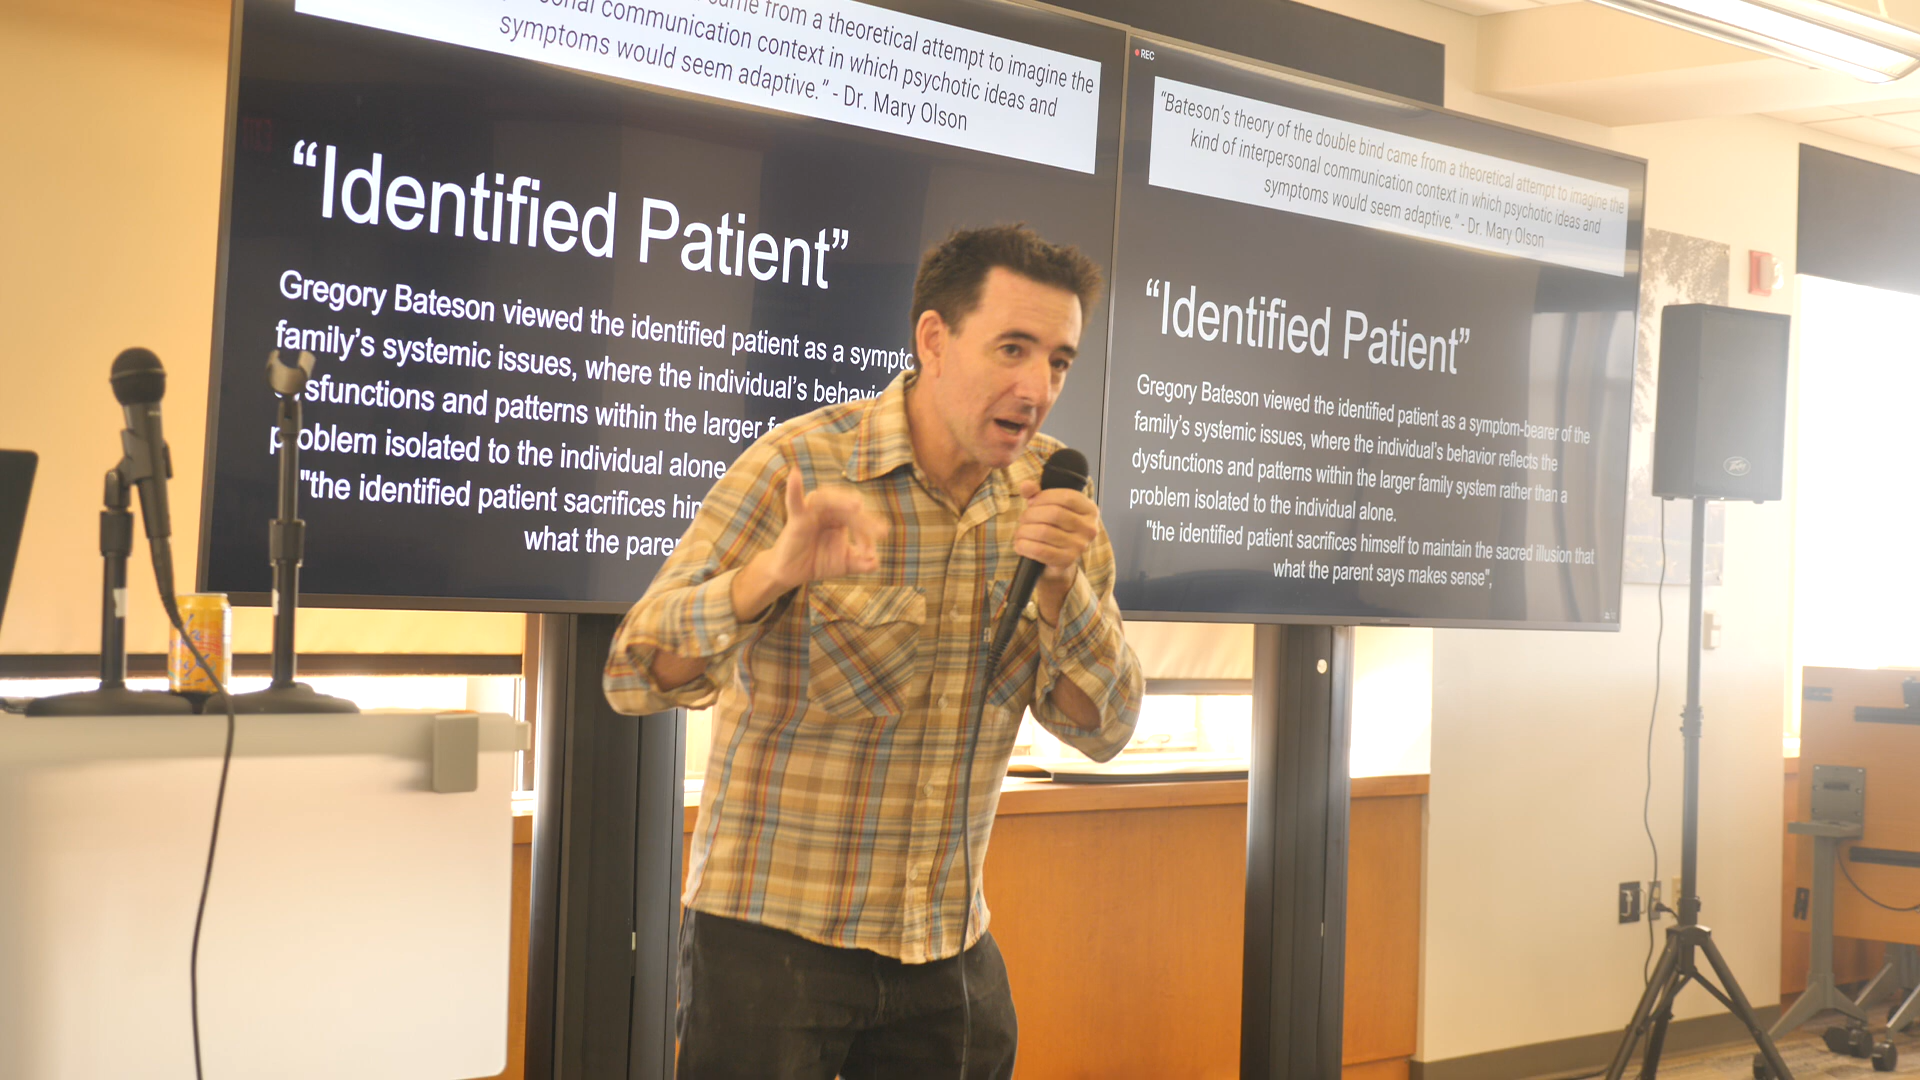 came from a theoretical attempt to imagine the
communication context in which psychotic ideas and
symptoms would seem adaptive." - Dr. Mary Olson
“Identified Patient”
Gregory Bateson viewed the identified patient as a
family’s systemic issues, where the individual’s
and patterns within the larger
problem isolated to the individual alone
"the identified patient sacrifices
what the
REC
“Bateson’s theory of the double bind came from a theoretical attempt to imagine the
kind of interpersonal communication context in which psychotic ideas and
symptoms would seem adaptive.” - Dr. Mary Olson
“Identified Patient”
Gregory Bateson viewed the identified patient as a symptom-bearer of the
family’s systemic issues, where the individual’s behavior reflects the
dysfunctions and patterns within the larger family system rather than a
problem isolated to the individual alone.
"the identified patient sacrifices himself to maintain the sacred illusion that
what the parent says makes sense",
PEAVEY